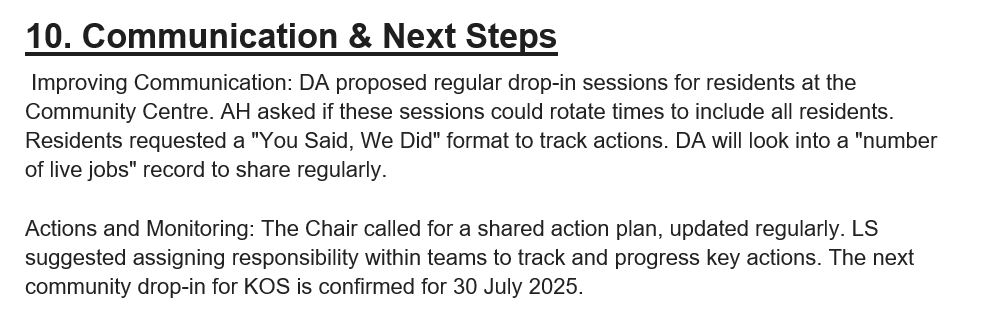 10. Communication & Next Steps
Improving Communication: DA proposed regular drop-in sessions for residents at the
Community Centre. AH asked if these sessions could rotate times to include all residents.
Residents requested a "You Said, We Did" format to track actions. DA will look into a "number
of live jobs" record to share regularly.
Actions and Monitoring: The Chair called for a shared action plan, updated regularly. LS
suggested assigning responsibility within teams to track and progress key actions. The next
community drop-in for KOS is confirmed for 30 July 2025.